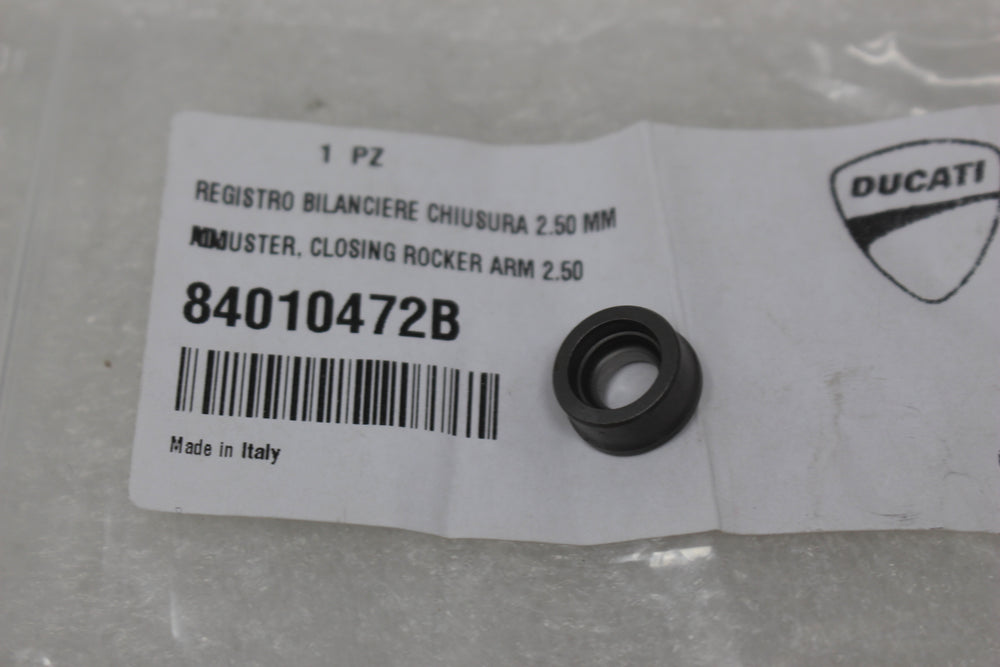 1 PZ
REGISTRO BILANCIERE CHIUSURA 2.50 MM
CLOSING ROCKER ARM 2.50
84010472B
Made in Italy
DUCATI